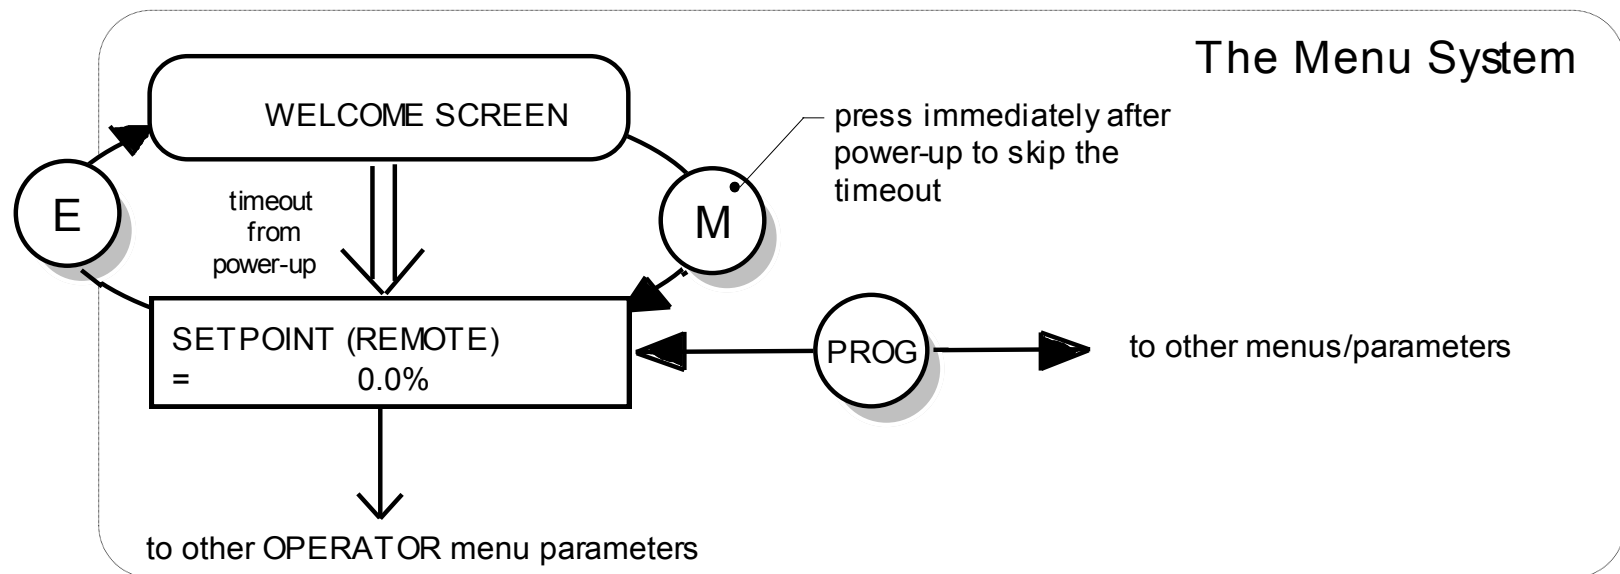 The Menu System
WELCOME SCREEN
press immediately after
power-up to skip the
timeout
E
timeout
from
power-up
M
SETPOINT (REMOTE)
= 0.0%
PROG
to other menus/parameters
to other OPERATOR menu parameters